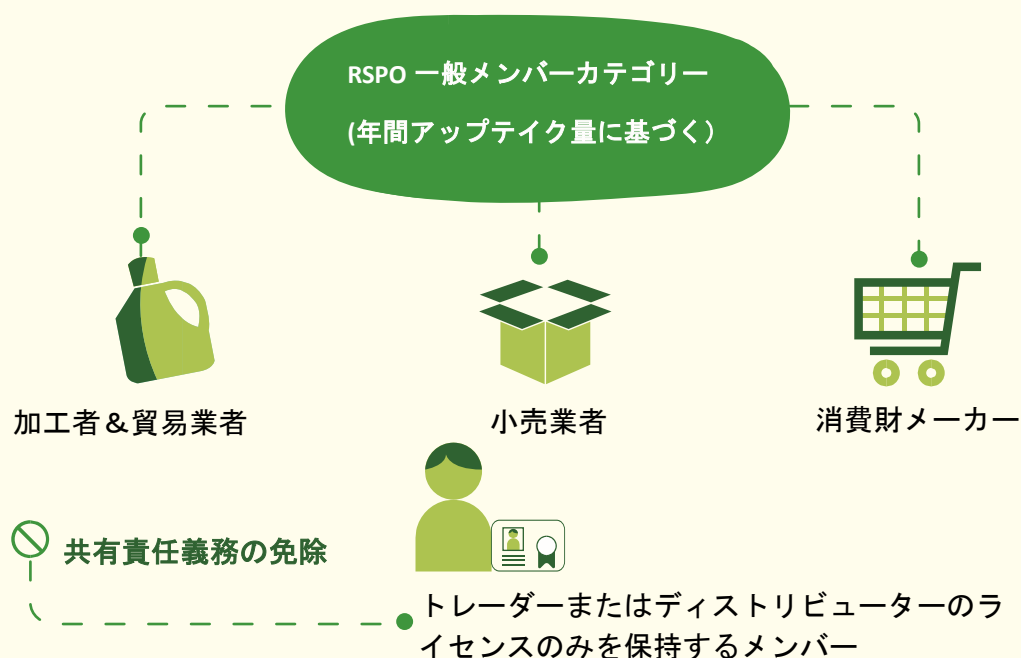 RSPO 一般メンバーカテゴリー
(年間アップテイク量に基づく）
加工者＆貿易業者
小売業者
消費財メーカー
共有責任義務の免除
トレーダーまたはディストリビューターのラ
イセンスのみを保持するメンバー